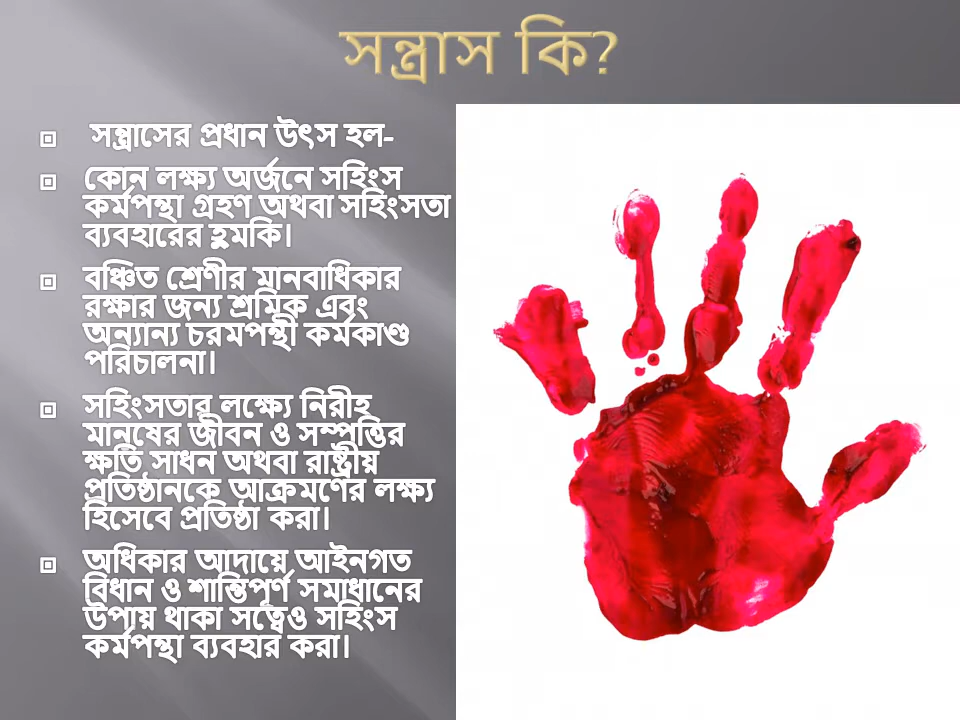 সন্ত্রাস কি?
সন্ত্রাসের প্রধান উৎস হল-
কোন লক্ষ্য অর্জনে সহিংস
কর্মপন্থা গ্রহণ অথবা সহিংসতা
ব্যবহারের হুমকি।
বঞ্চিত শ্রেণীর মানবাধিকার
রক্ষার জন্য শ্রমিক এবং
অন্যান্য চরমপন্থী কর্মকাণ্ড
পরিচালনা।
সহিংসতার লক্ষ্যে নিরীহ
মানুষের জীবন ও সম্পত্তির
ক্ষতি সাধন অথবা রাষ্ট্রীয়
প্রতিষ্ঠানকে আক্রমণের লক্ষ্য
হিসেবে প্রতিষ্ঠা করা।
অধিকার আদায়ে আইনগত
বিধান ও শান্তিপূর্ণ সমাধানের
উপায় থাকা সত্ত্বেও সহিংস
কর্মপন্থা ব্যবহার করা।